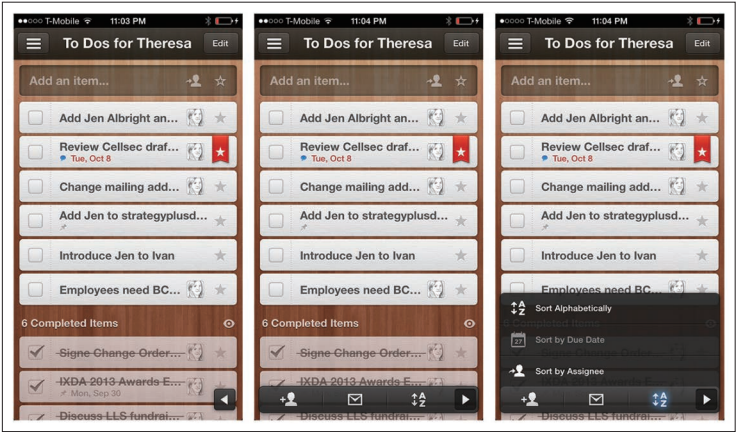 T-Mobile 11:03 PM
To Dos for Theresa Edit
Add an item...
Add Jen Albright an...
Review Cellsec draf...
Tue, Oct 8
Change mailing add...
Add Jen to strategyplusd...
Introduce Jen to Ivan
Employees need BC...
6 Completed Items
Signe Change Order...
IXDA 2013 Awards E...
Mon, Sep 30
Discuss LLS fundrai...
T-Mobile 11:04 PM
To Dos for Theresa Edit
Add an item...
Add Jen Albright an...
Review Cellsec draf...
Tue, Oct 8
Change mailing add...
Add Jen to strategyplusd...
Introduce Jen to Ivan
Employees need BC...
6 Completed Items
Signe Change Order...
IXDA 2013 Awards E...
A
Z
Discuss LLS fundrai...
T-Mobile 11:04 PM
To Dos for Theresa Edit
Add an item...
Add Jen Albright an...
Review Cellsec draf...
Tue, Oct 8
Change mailing add...
Add Jen to strategyplusd...
Introduce Jen to Ivan
Employees need BC...
A
Z Sort Alphabetically
27 Sort by Due Date
Sort by Assignee
A
Z
Discuss LLS fundrai...